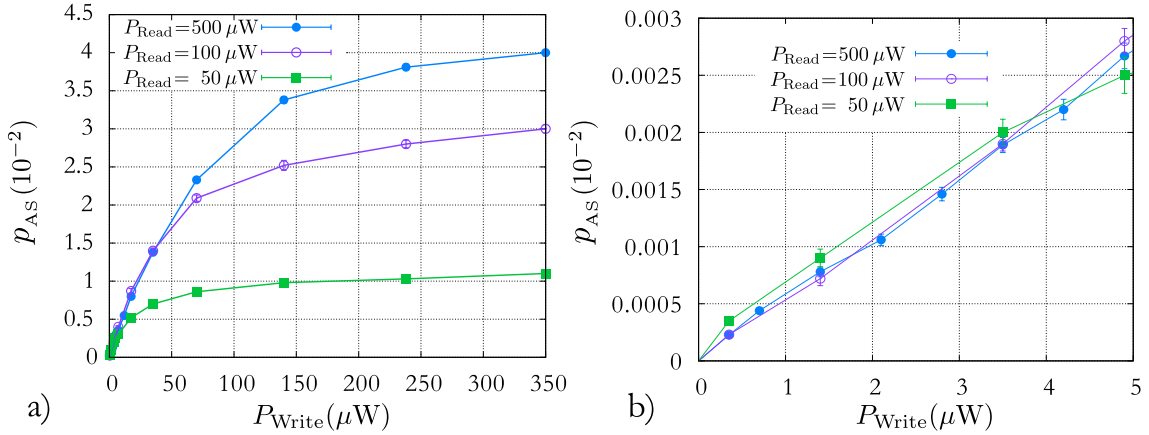 4.5
4
3.5
3
2.5
2
1.5
1
0.5
0
p_AS (10^-2)
P_Read=500 μW
P_Read=100 μW
P_Read= 50 μW
0 50 100 150 200 250 300 350
P_Write(μW)
a)
0.003
0.0025
0.002
0.0015
0.001
0.0005
0
p_AS (10^-2)
P_Read=500 μW
P_Read=100 μW
P_Read= 50 μW
0 1 2 3 4 5
P_Write(μW)
b)